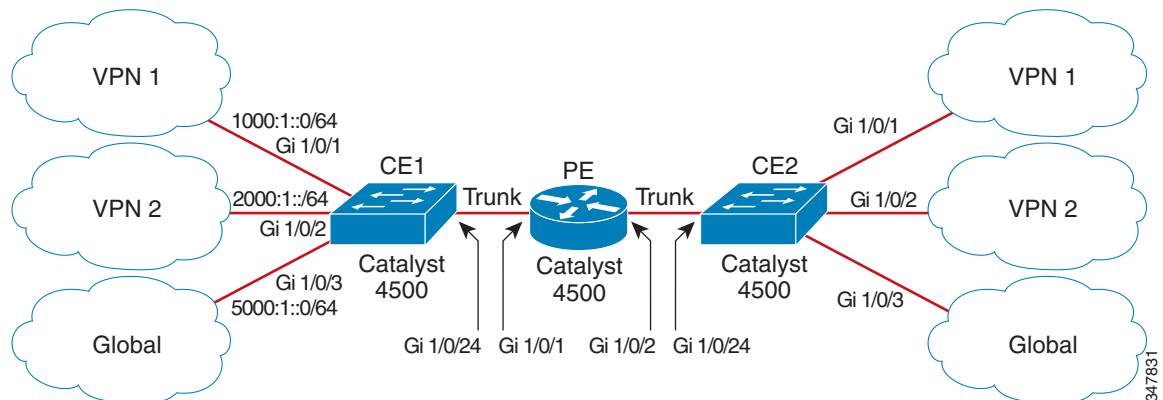 VPN 1
1000:1::0/64
Gi 1/0/1
VPN 2
2000:1::/64
Gi 1/0/2
Global
Gi 1/0/3
5000:1::0/64
CE1
Catalyst
4500
Trunk
PE
Catalyst
4500
Trunk
CE2
Catalyst
4500
Gi 1/0/24
Gi 1/0/1
Gi 1/0/2
Gi 1/0/24
Gi 1/0/1
VPN 1
Gi 1/0/2
VPN 2
Gi 1/0/3
Global
347831